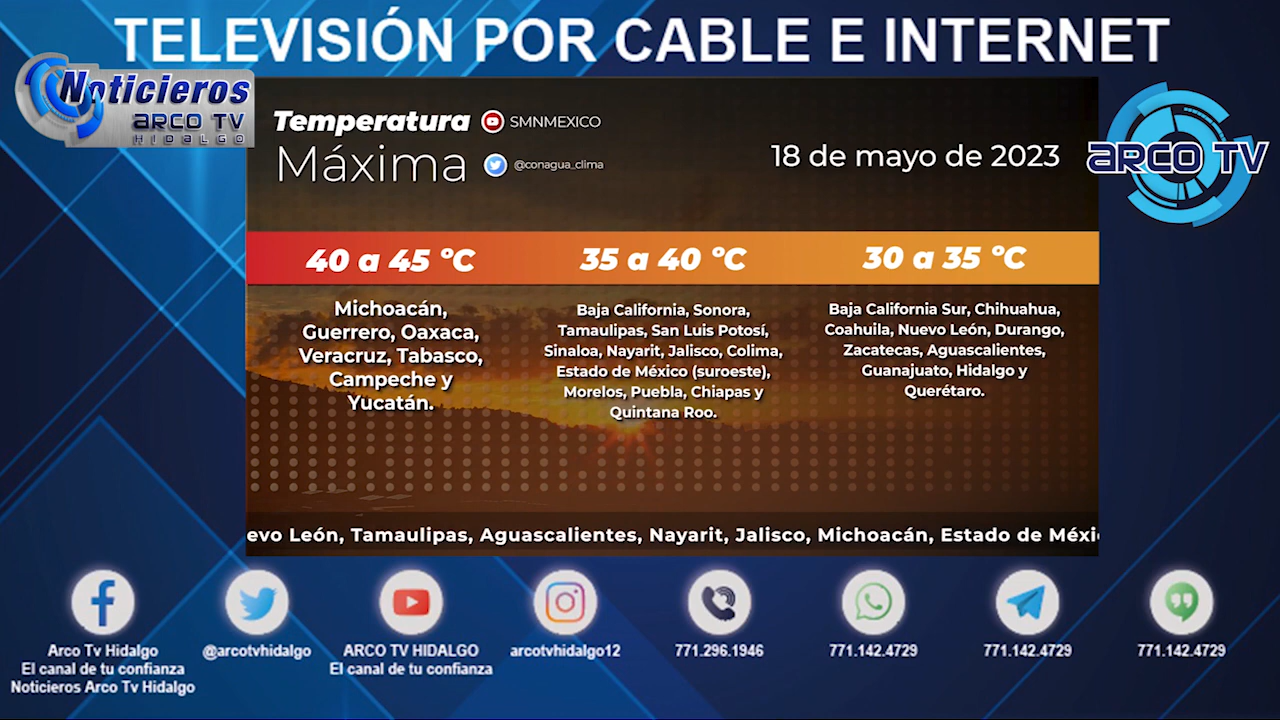 TELEVISIÓN POR CABLE E INTERNET
Noticieros
ARCO TV
HIDALGO
Temperatura
SMNMEXICO
Máxima
@conagua_clima
18 de mayo de 2023
ARCO TV
40 a 45 °C
35 a 40 °C
30 a 35 °C
Michoacán,
Guerrero, Oaxaca,
Veracruz, Tabasco,
Campeche y
Yucatán.
Baja California, Sonora,
Tamaulipas, San Luis Potosí,
Sinaloa, Nayarit, Jalisco, Colima,
Estado de México (suroeste),
Morelos, Puebla, Chiapas y
Quintana Roo.
Baja California Sur, Chihuahua,
Coahuila, Nuevo León, Durango,
Zacatecas, Aguascalientes,
Guanajuato, Hidalgo y
Querétaro.
evo León, Tamaulipas, Aguascalientes, Nayarit, Jalisco, Michoacán, Estado de Méxi
Arco Tv Hidalgo
El canal de tu confianza
Noticieros Arco Tv Hidalgo
@arcotvhidalgo
ARCO TV HIDALGO
El canal de tu confianza
arcotvhidalgo12
771.296.1946
771.142.4729
771.142.4729
771.142.4729